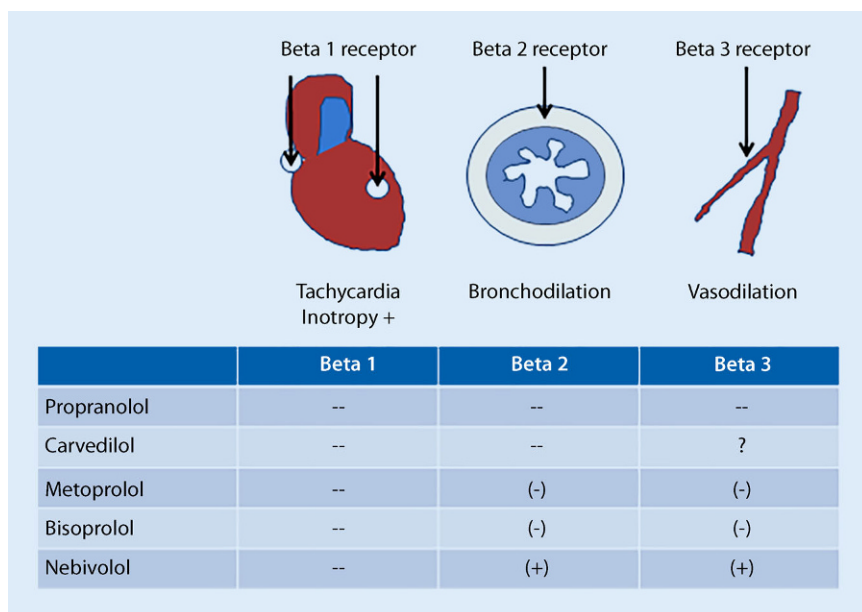 Beta 1 receptor Beta 2 receptor Beta 3 receptor
Tachycardia Bronchodilation Vasodilation
Inotropy +
Beta 1 Beta 2 Beta 3
Propranolol -- -- --
Carvedilol -- -- ?
Metoprolol -- (-) (-)
Bisoprolol -- (-) (-)
Nebivolol -- (+) (+)